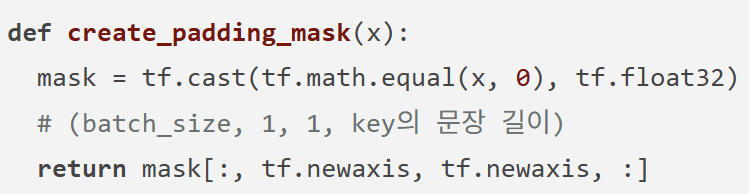 def create_padding_mask(x):
  mask = tf.cast(tf.math.equal(x, 0), tf.float32)
  # (batch_size, 1, 1, key의 문장 길이)
  return mask[:, tf.newaxis, tf.newaxis, :]